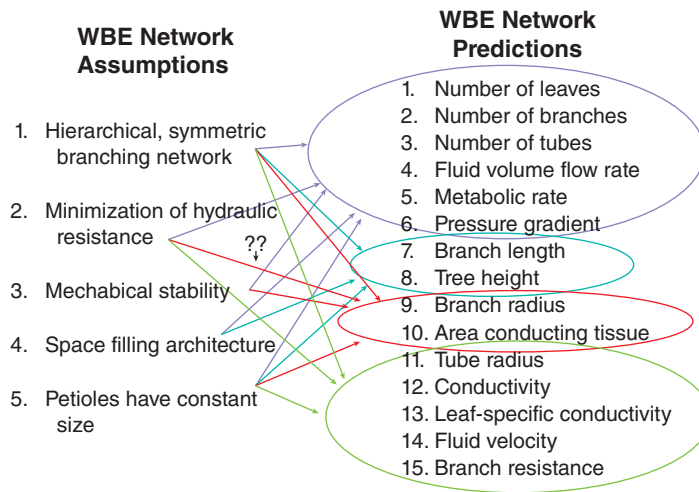 WBE Network
Assumptions
1. Hierarchical, symmetric
branching network
2. Minimization of hydraulic
resistance
??
3. Mechabical stability
4. Space filling architecture
5. Petioles have constant
size
WBE Network
Predictions
1. Number of leaves
2. Number of branches
3. Number of tubes
4. Fluid volume flow rate
5. Metabolic rate
6. Pressure gradient
7. Branch length
8. Tree height
9. Branch radius
10. Area conducting tissue
11. Tube radius
12. Conductivity
13. Leaf-specific conductivity
14. Fluid velocity
15. Branch resistance